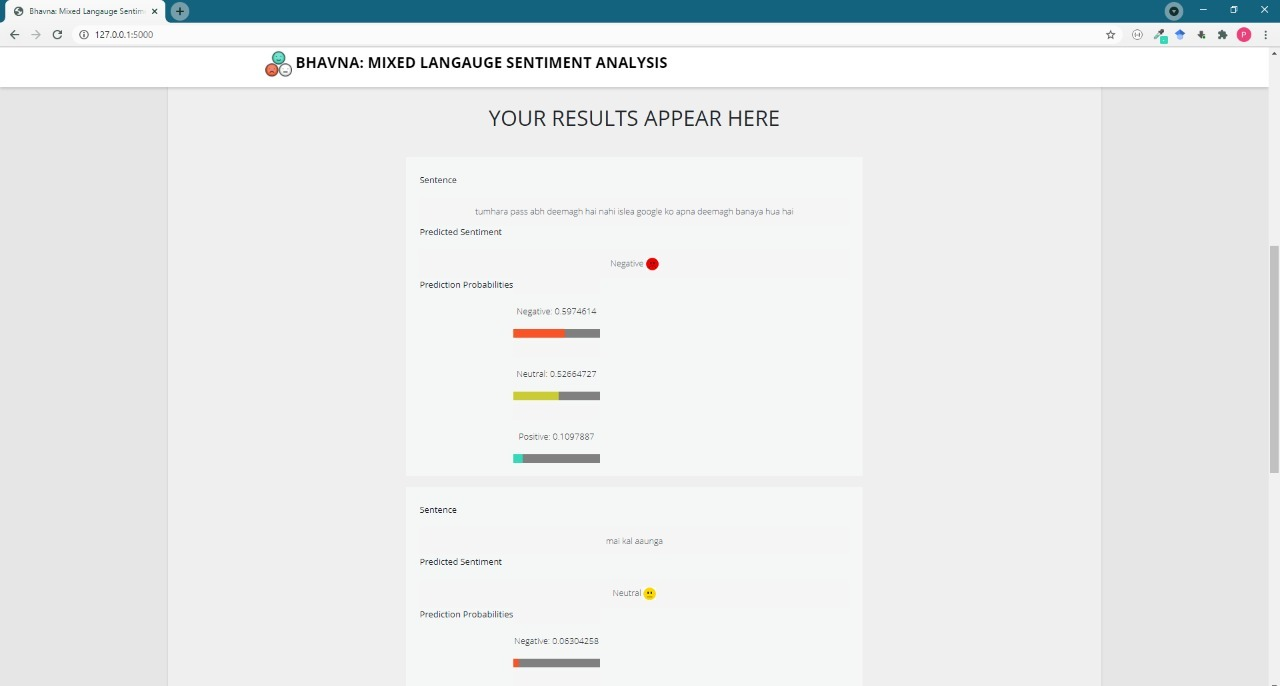 Bhavna: Mixed Langauge Sentim
127.0.0.1:5000
P
BHAVNA: MIXED LANGAUGE SENTIMENT ANALYSIS
YOUR RESULTS APPEAR HERE
Sentence
tumhara pass abh deemagh hai nahi islea google ko apna deemagh banaya hua hai
Predicted Sentiment
Negative
Prediction Probabilities
Negative: 0.5974614
Neutral: 0.52664727
Positive: 0.1097887
Sentence
mai kal aaunga
Predicted Sentiment
Neutral
Prediction Probabilities
Negative: 0.06304258